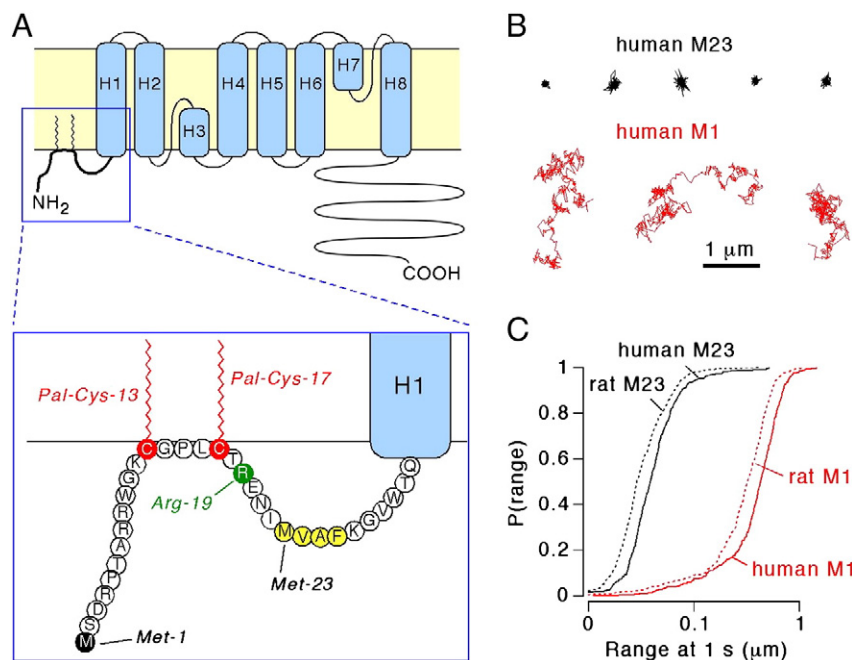 A
H1
H2
H3
H4
H5
H6
H7
H8
NH2
COOH
Pal-Cys-13
Pal-Cys-17
H1
MSDRPTARRWGKCGPLCTRENIMVAFKGVWTQ
Arg-19
Met-23
Met-1
B
human M23
human M1
1 μm
C
human M23
rat M23
rat M1
human M1
P(range)
1
0.8
0.6
0.4
0.2
0
0
0.1
1
Range at 1 s (μm)